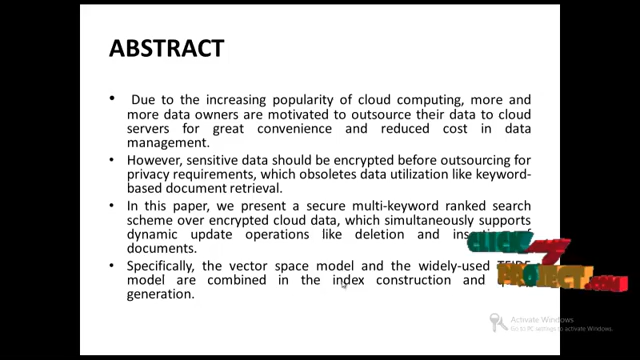 ABSTRACT
• Due to the increasing popularity of cloud computing, more and
more data owners are motivated to outsource their data to cloud
servers for great convenience and reduced cost in data
management.
• However, sensitive data should be encrypted before outsourcing for
privacy requirements, which obsoletes data utilization like keyword-
based document retrieval.
• In this paper, we present a secure multi-keyword ranked search
scheme over encrypted cloud data, which simultaneously supports
dynamic update operations like deletion and of
documents.
• Specifically, the vector space model and the widely-used
model are combined in the index construction and
generation.
CLICK
PROJECT.COM
Activate Windows
Go to PC settings to activate Windows.